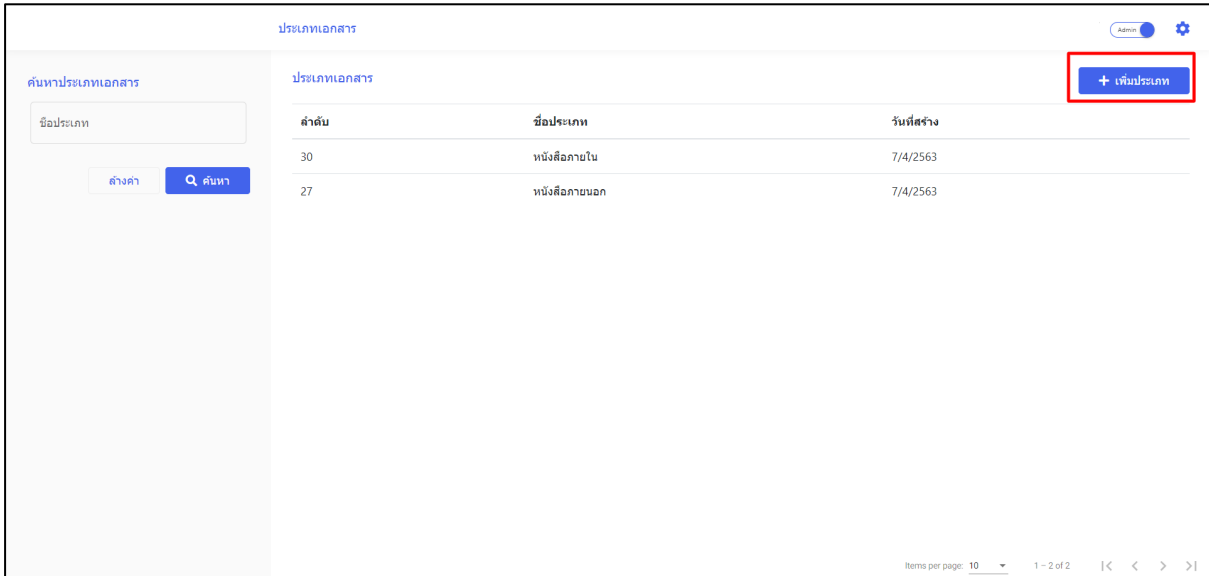 ประเภทเอกสาร
Admin
ค้นหาประเภทเอกสาร
ชื่อประเภท
ล้างค่า
ค้นหา
ประเภทเอกสาร
+ เพิ่มประเภท
ลำดับ ชื่อประเภท วันที่สร้าง
30 หนังสือภายใน 7/4/2563
27 หนังสือภายนอก 7/4/2563
Items per page: 10 1 – 2 of 2